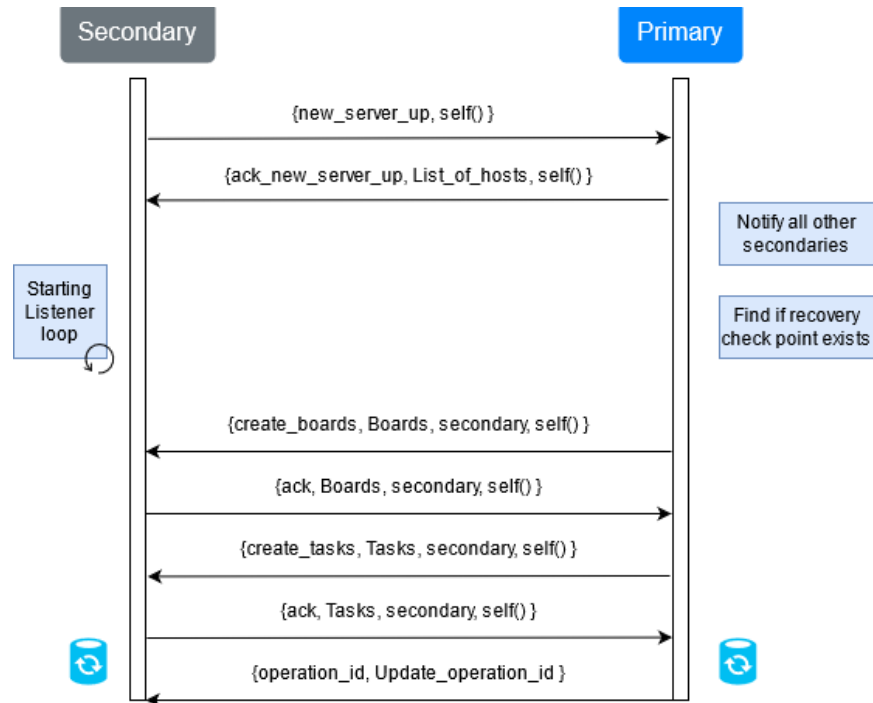 Secondary
Primary
{new_server_up, self() }
{ack_new_server_up, List_of_hosts, self() }
Notify all other
secondaries
Starting
Listener
loop
Find if recovery
check point exists
{create_boards, Boards, secondary, self() }
{ack, Boards, secondary, self() }
{create_tasks, Tasks, secondary, self() }
{ack, Tasks, secondary, self() }
{operation_id, Update_operation_id }